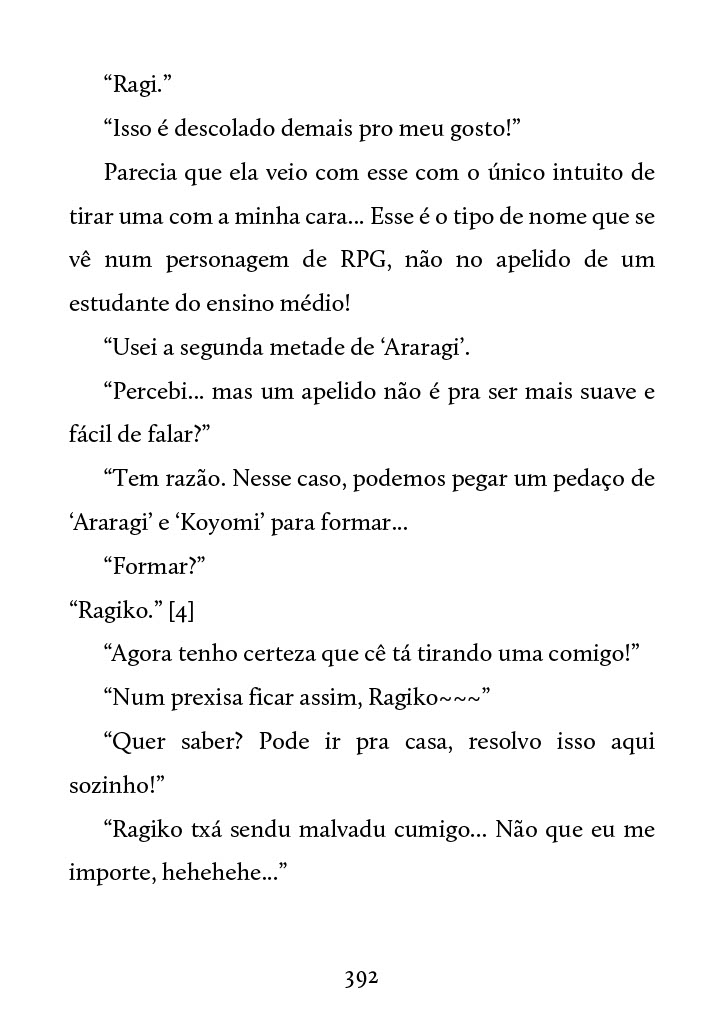 “Ragi.”
“Isso é descolado demais pro meu gosto!”
Parecia que ela veio com esse com o único intuito de
tirar uma com a minha cara... Esse é o tipo de nome que se
vê num personagem de RPG, não no apelido de um
estudante do ensino médio!
“Usei a segunda metade de ‘Araragi’.
“Percebi... mas um apelido não é pra ser mais suave e
fácil de falar?”
“Tem razão. Nesse caso, podemos pegar um pedaço de
‘Araragi’ e ‘Koyomi’ para formar...
“Formar?”
“Ragiko.” [4]
“Agora tenho certeza que cê tá tirando uma comigo!”
“Num prexisa ficar assim, Ragiko~~~”
“Quer saber? Pode ir pra casa, resolvo isso aqui
sozinho!”
“Ragiko txá sendu malvadu cumigo... Não que eu me
importe, hehehehe...”
392